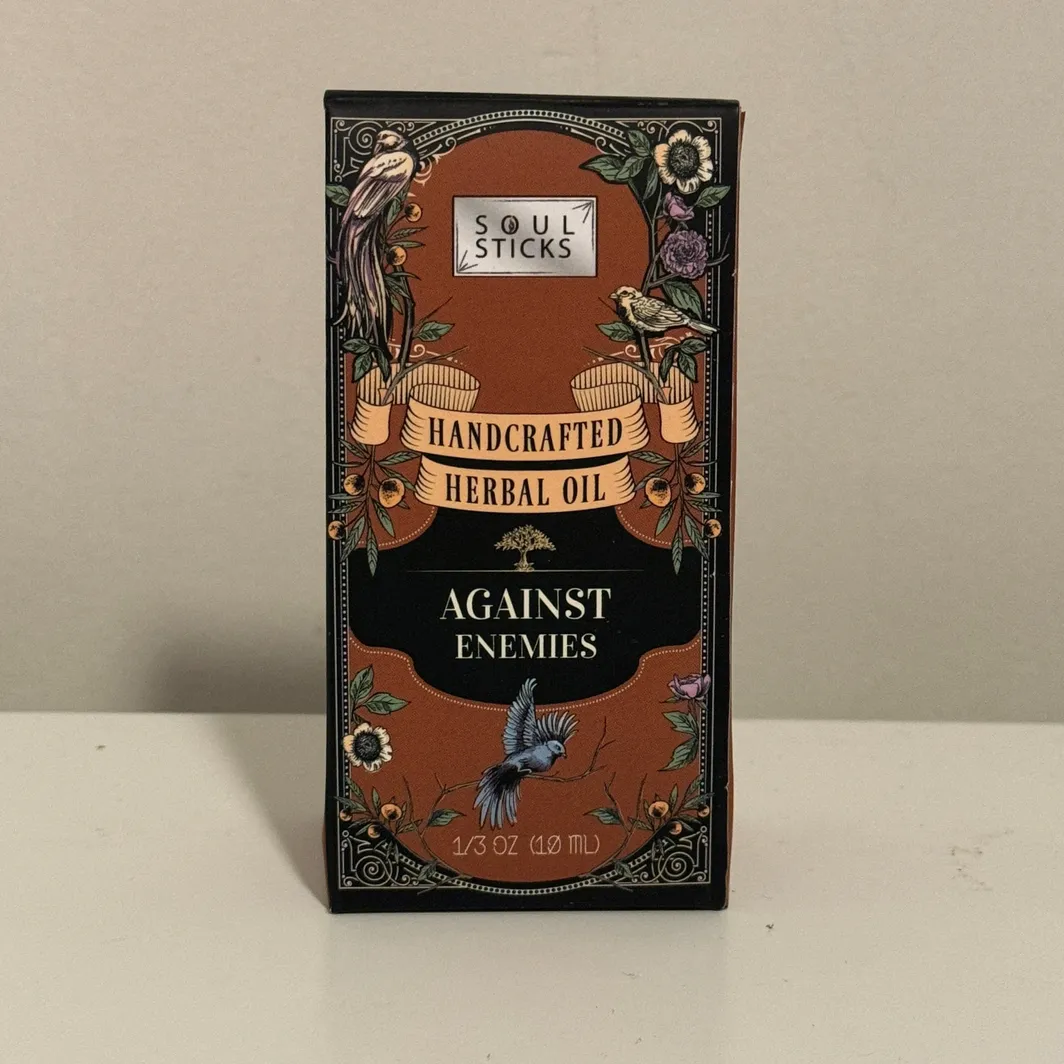 SOUL
STICKS
HANDCRAFTED
HERBAL OIL
AGAINST
ENEMIES
1/3 OZ (10 ML)